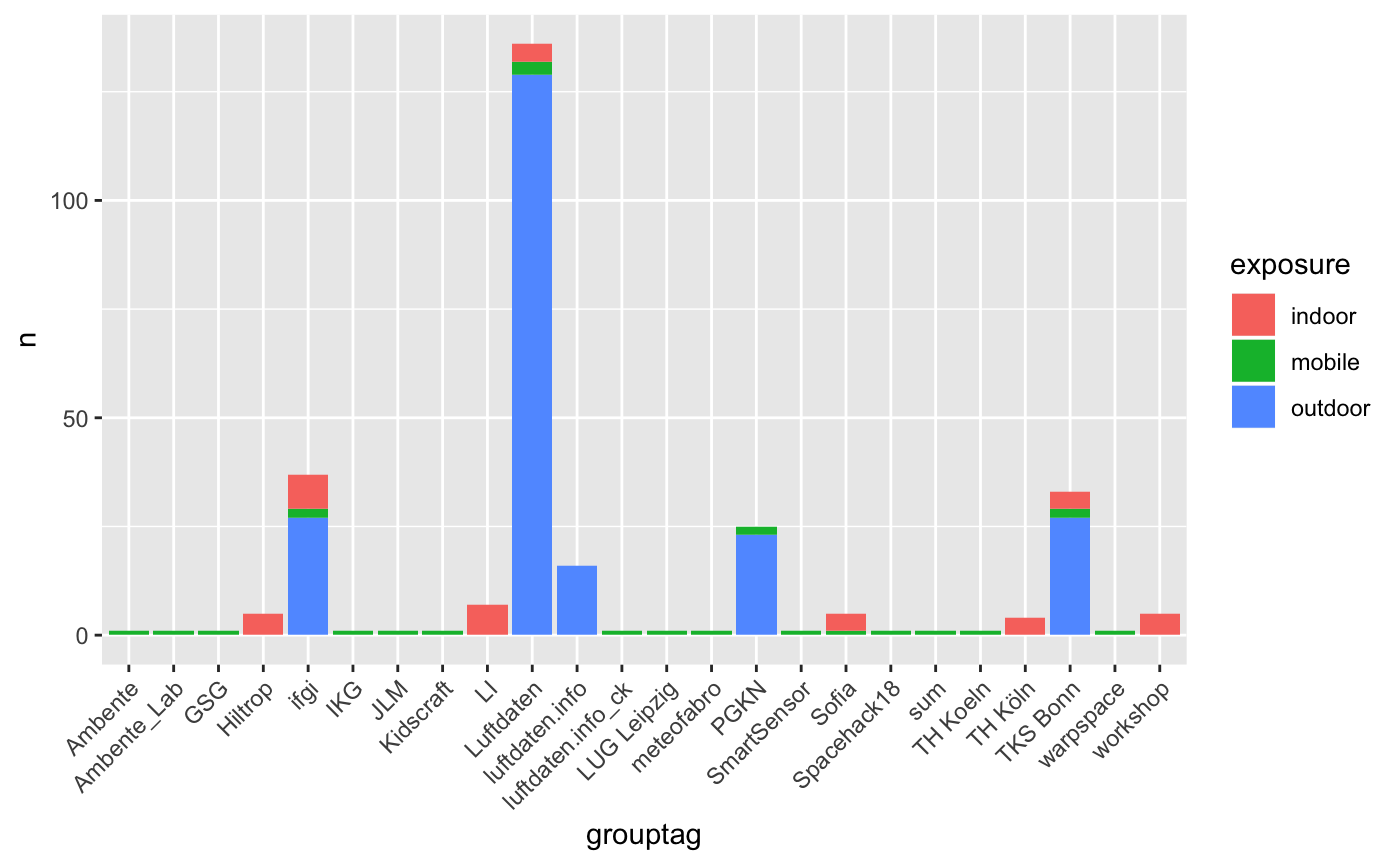 100
50
0
n
Ambente
Ambente_Lab
GSG
Hiltrop
ifgi
IKG
JLM
Kidscraft
LI
Luftdaten
luftdaten.info
luftdaten.info_ck
LUG Leipzig
meteofabro
PGKN
SmartSensor
Sofia
Spacehack18
sum
TH Koeln
TH Köln
TKS Bonn
warpspace
workshop
grouptag
exposure
indoor
mobile
outdoor